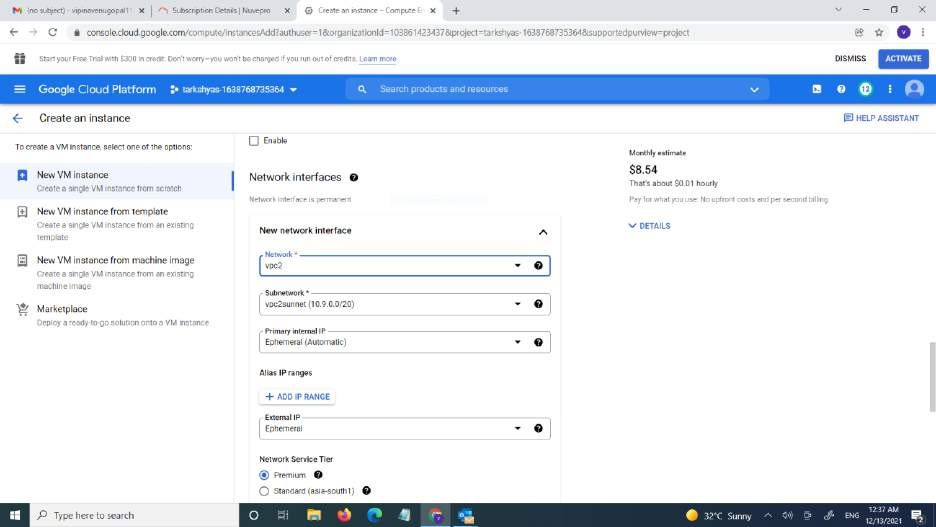 (no subject) - vipinavenugopal11
Subscription Details | Nuvepro
Create an instance – Compute E
console.cloud.google.com/compute/instancesAdd?authuser=1&organizationId=103861423437&project=tarkshyas-1638768735364&supportedpurview=project
Start your Free Trial with $300 in credit. Don't worry—you won't be charged if you run out of credits. Learn more
DISMISS
ACTIVATE
Google Cloud Platform
tarkshyas-1638768735364
Search products and resources
12
Create an instance
HELP ASSISTANT
To create a VM instance, select one of the options:
New VM instance
Create a single VM instance from scratch
New VM instance from template
Create a single VM instance from an existing
template
New VM instance from machine image
Create a single VM instance from an existing
machine image
Marketplace
Deploy a ready-to-go solution onto a VM instance
Enable
Network interfaces
Network interface is permanent
New network interface
Network *
vpc2
Subnetwork *
vpc2sunnet (10.9.0.0/20)
Primary internal IP
Ephemeral (Automatic)
Alias IP ranges
+ ADD IP RANGE
External IP
Ephemeral
Network Service Tier
Premium
Standard (asia-south1)
Monthly estimate
$8.54
That's about $0.01 hourly
Pay for what you use: No upfront costs and per second billing
DETAILS
Type here to search
32°C Sunny
ENG
12:37 AM
12/13/2021
2